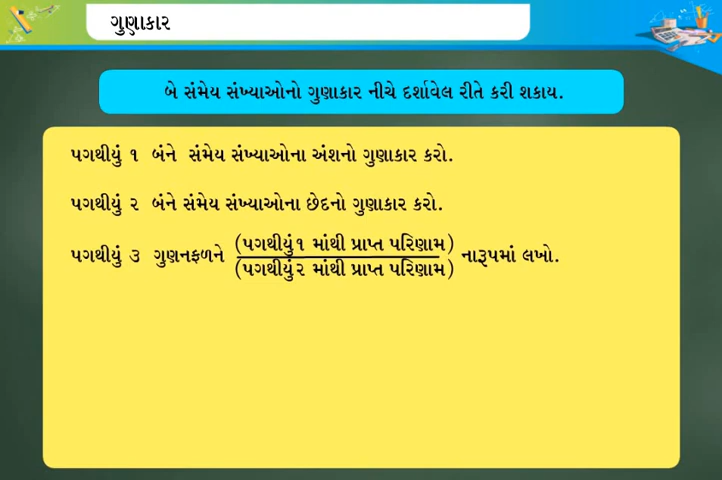 ગુણાકાર
બે સંમેય સંખ્યાઓનો ગુણાકાર નીચે દર્શાવેલ રીતે કરી શકાય.
પગથીયું ૧ બંને સંમેય સંખ્યાઓના અંશનો ગુણાકાર કરો.
પગથીયું ૨ બંને સંમેય સંખ્યાઓના છેદનો ગુણાકાર કરો.
(પગથીયું૧ માંથી પ્રાપ્ત પરિણામ)
પગથીયું ૩ ગુણનફળને નારૂપમાં લખો.
(પગથીયું૨ માંથી પ્રાપ્ત પરિણામ)